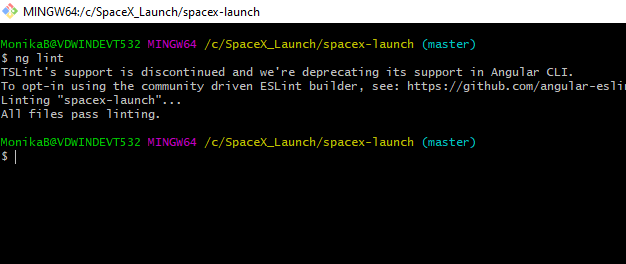 MINGW64:/c/SpaceX_Launch/spacex-launch
MonikaB@VDWINDEVT532 MINGW64 /c/SpaceX_Launch/spacex-launch (master)
$ ng lint
TSLint's support is discontinued and we're deprecating its support in Angular CLI.
To opt-in using the community driven ESLint builder, see: https://github.com/angular-eslin
Linting "spacex-launch"...
All files pass linting.
MonikaB@VDWINDEVT532 MINGW64 /c/SpaceX_Launch/spacex-launch (master)
$